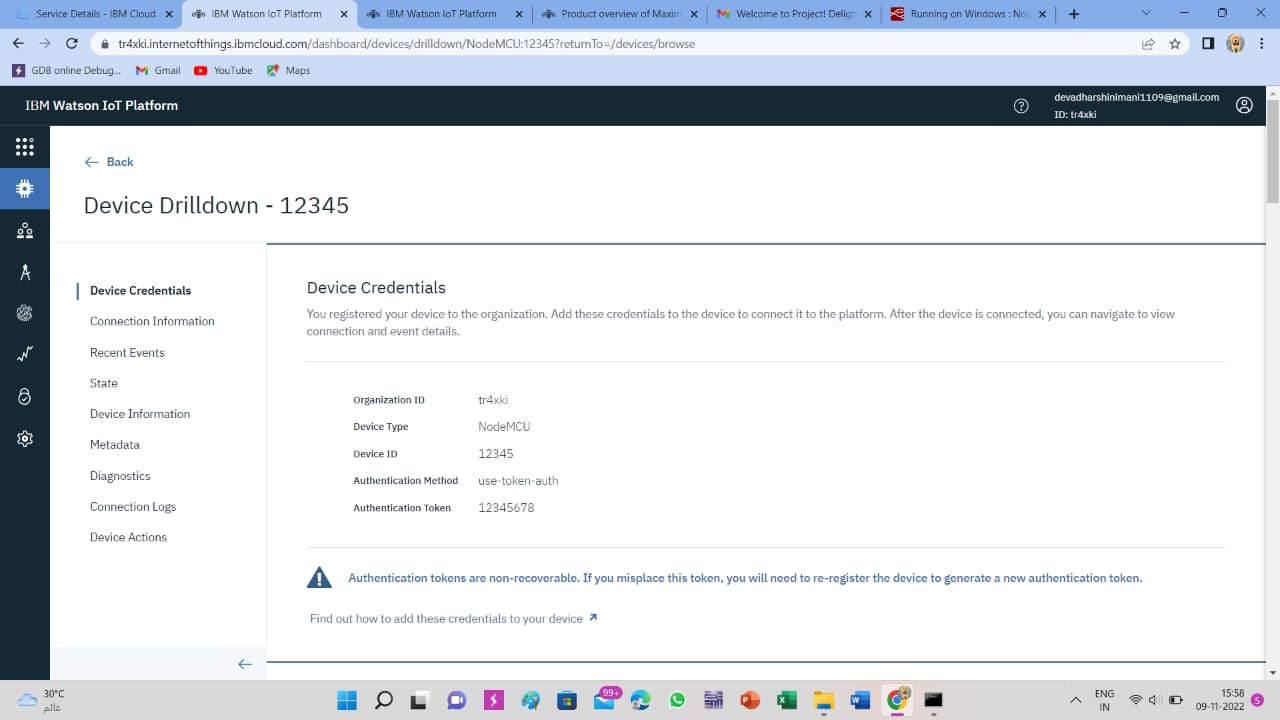 Service Details - IBM Cloud
IBM Watson IoT Platform
IBM Watson IoT Platform
Product overview of Maxim
Welcome to Project! Deligh
Running on Windows : Noc
tr4xki.internetofthings.ibmcloud.com/dashboard/devices/drilldown/NodeMCU:12345?returnTo=/devices/browse
GDB online Debug...
Gmail
YouTube
Maps
IBM Watson IoT Platform
devadharshinimani1109@gmail.com
ID: tr4xki
Back
Device Drilldown - 12345
Device Credentials
Connection Information
Recent Events
State
Device Information
Metadata
Diagnostics
Connection Logs
Device Actions
Device Credentials
You registered your device to the organization. Add these credentials to the device to connect it to the platform. After the device is connected, you can navigate to view
connection and event details.
Organization ID tr4xki
Device Type NodeMCU
Device ID 12345
Authentication Method use-token-auth
Authentication Token 12345678
Authentication tokens are non-recoverable. If you misplace this token, you will need to re-register the device to generate a new authentication token.
Find out how to add these credentials to your device
30°C
غائم
99+
ENG
IN
15:58
09-11-2022
5